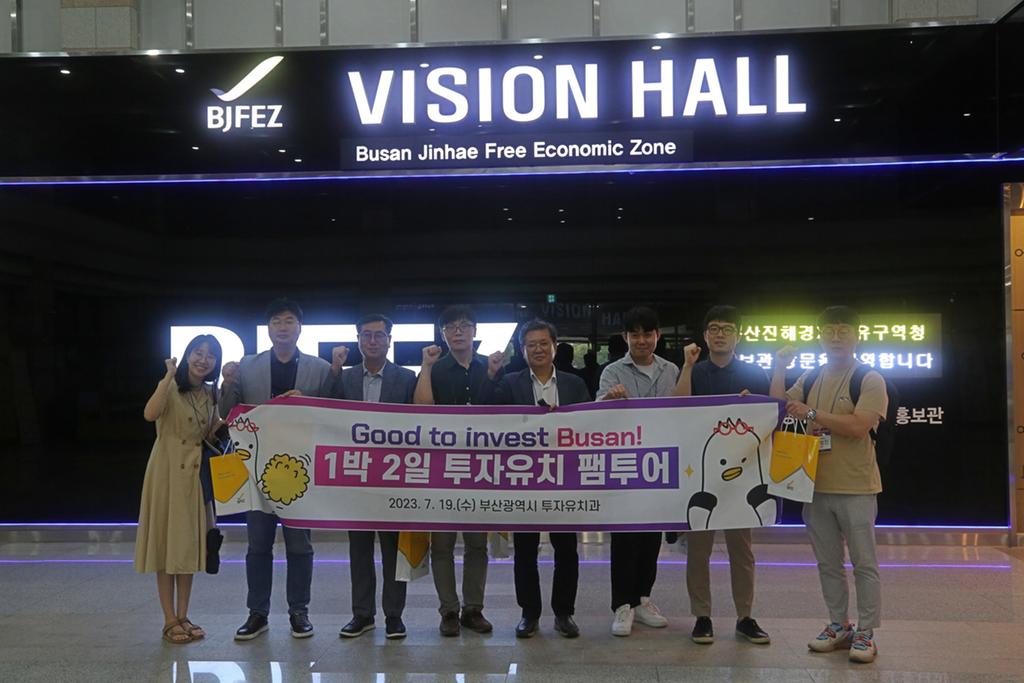 BJFEZ
VISION HALL
Busan Jinhae Free Economic Zone
VISION HALL
Good to invest Busan!
1박 2일 투자유치 팸투어
2023. 7. 19.(수) 부산광역시 투자유치과
홍보관